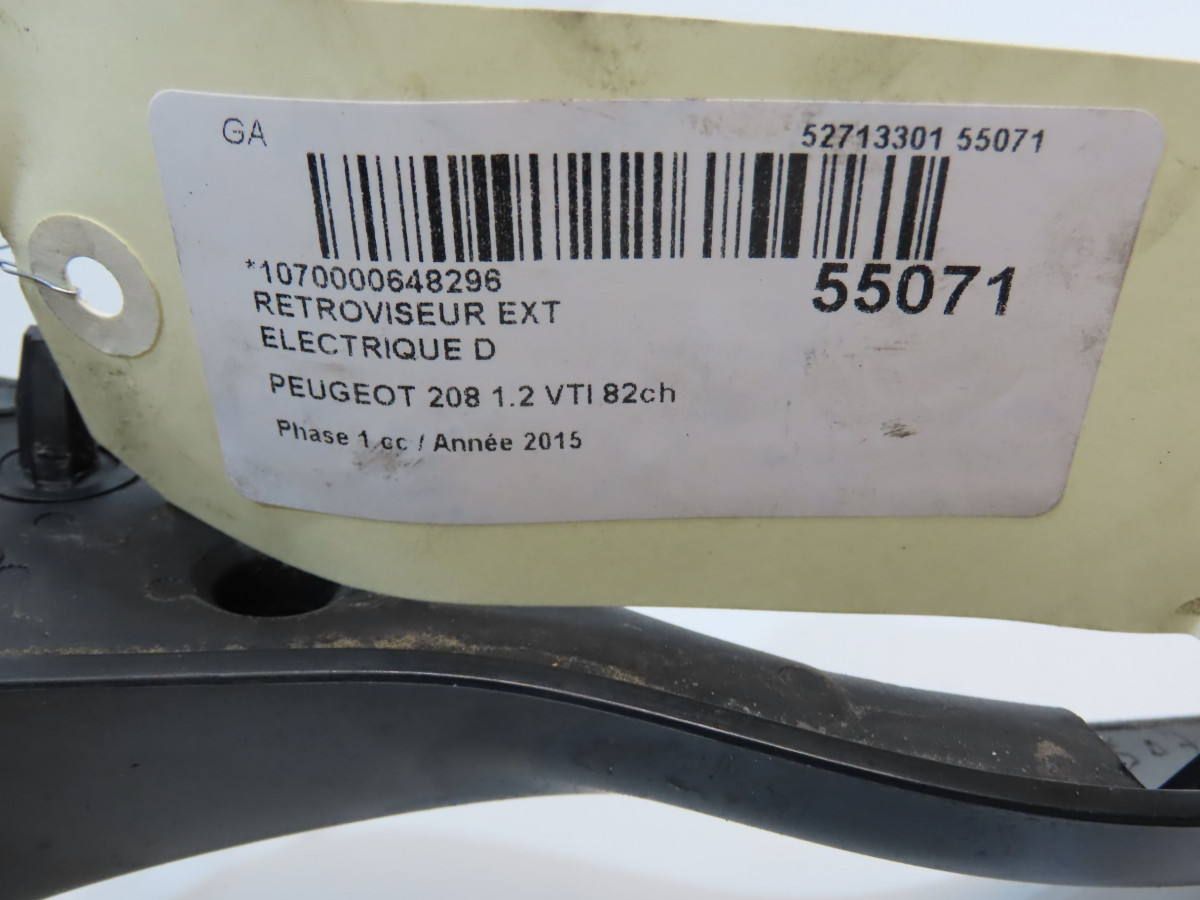 GA
52713301 55071
*1070000648296
55071
RETROVISEUR EXT
ELECTRIQUE D
PEUGEOT 208 1.2 VTI 82ch
Phase 1 cc / Année 2015